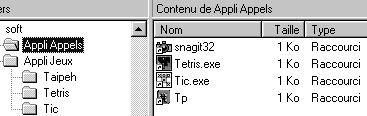 ers
Contenu de Appli Appels
soft
Appli Appels
Appli Jeux
Taipeh
Tetris
Tic
Nom Taille Type
snagit32 1 Ko Raccourci
Tetris.exe 1 Ko Raccourci
Tic.exe 1 Ko Raccourci
Tp 1 Ko Raccourci